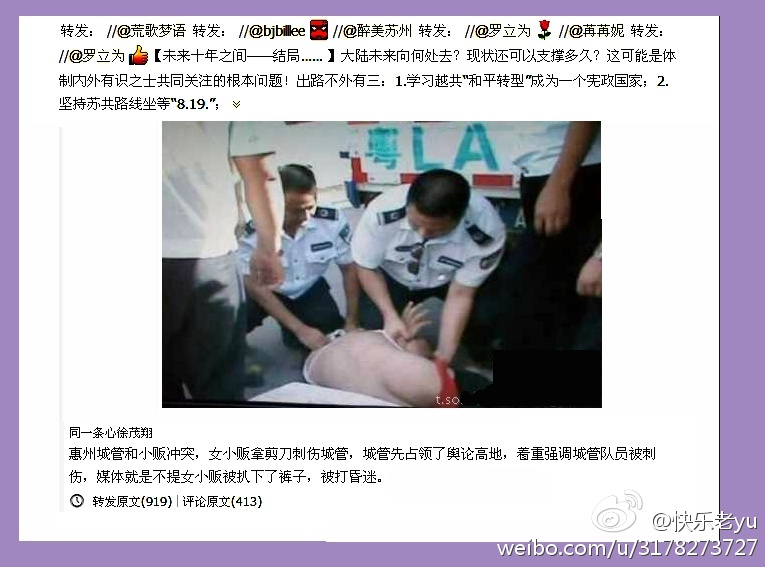 转发： //@荒歌梦语 转发： //@bjbillee //@醉美苏州 转发： //@罗立为 //@苒苒妮 转发：
//@罗立为 【未来十年之间——结局……】大陆未来向何处去？现状还可以支撑多久？这可能是体
制内外有识之士共同关注的根本问题！出路不外有三：1.学习越共“和平转型”成为一个宪政国家；2.
坚持苏共路线坐等“8.19.”；
粤LA
t.so
同一条心徐茂翔
惠州城管和小贩冲突，女小贩拿剪刀刺伤城管，城管先占领了舆论高地，着重强调城管队员被刺
伤，媒体就是不提女小贩被扒下了裤子，被打昏迷。
转发原文(919) | 评论原文(413)
@快乐老yu
weibo.com/u/3178273727